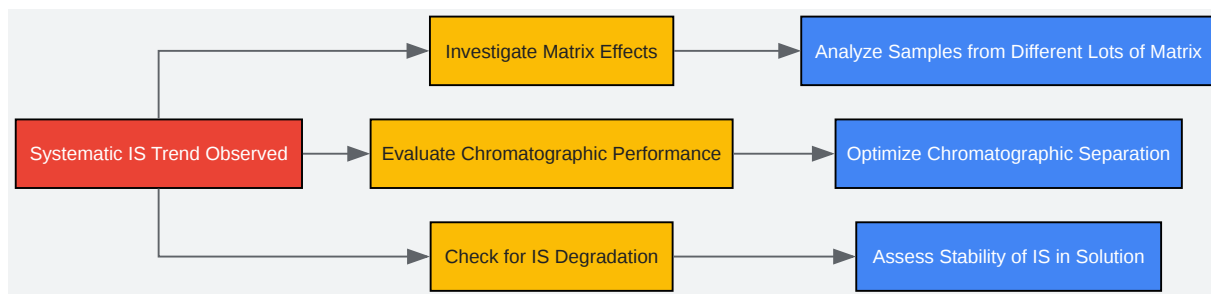 Investigate Matrix Effects
Analyze Samples from Different Lots of Matrix
Systematic IS Trend Observed
Evaluate Chromatographic Performance
Optimize Chromatographic Separation
Check for IS Degradation
Assess Stability of IS in Solution